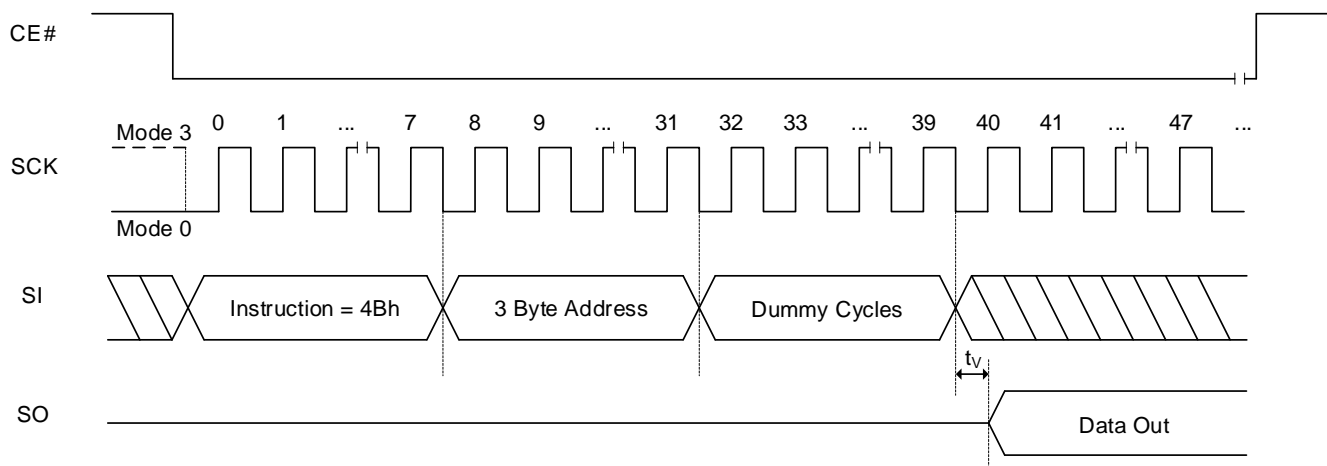 CE#
Mode 3 0 1 ... 7 8 9 ... 31 32 33 ... 39 40 41 ... 47 ...
SCK
Mode 0
SI Instruction = 4Bh 3 Byte Address Dummy Cycles
tV
SO Data Out